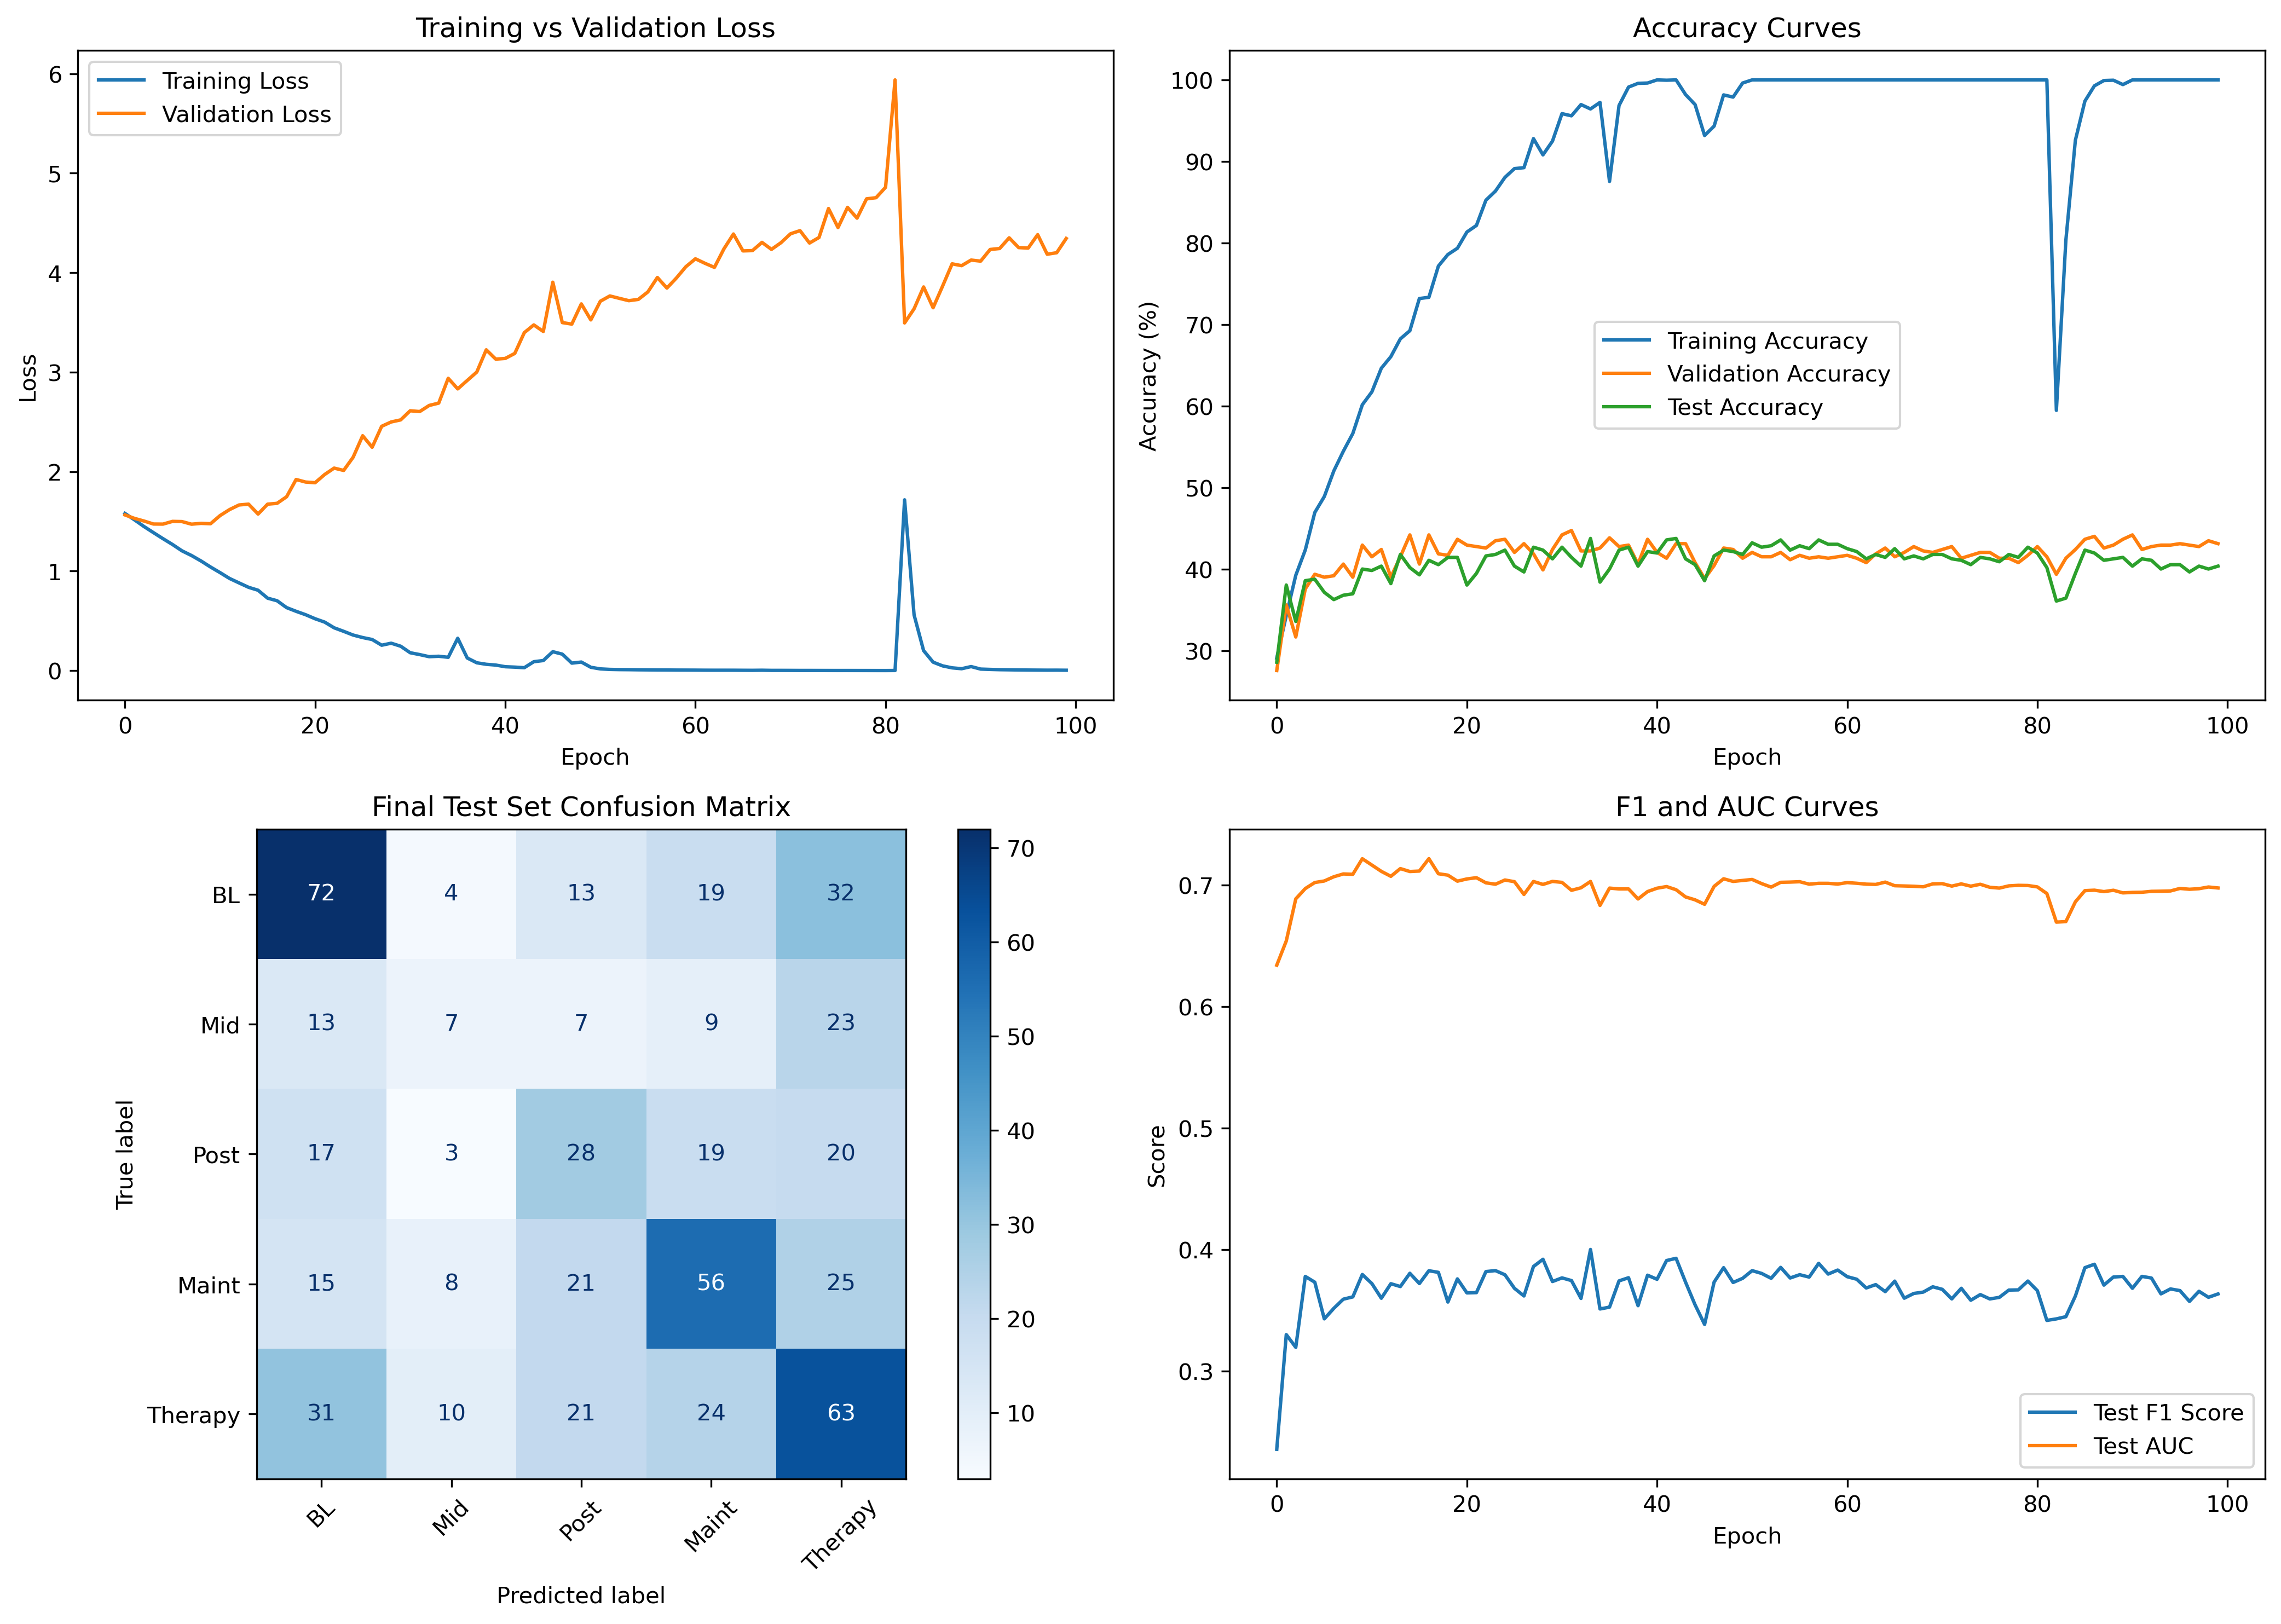 Training vs Validation Loss
Training Loss
Validation Loss
6
5
4
3
2
1
0
Loss
0 20 40 60 80 100
Epoch
Accuracy Curves
100
90
80
70
60
50
40
30
Accuracy (%)
Training Accuracy
Validation Accuracy
Test Accuracy
0 20 40 60 80 100
Epoch
Final Test Set Confusion Matrix
BL 72 4 13 19 32
Mid 13 7 7 9 23
Post 17 3 28 19 20
Maint 15 8 21 56 25
Therapy 31 10 21 24 63
True label
BL Mid Post Maint Therapy
Predicted label
70
60
50
40
30
20
10
F1 and AUC Curves
0.7
0.6
0.5
0.4
0.3
Score
Test F1 Score
Test AUC
0 20 40 60 80 100
Epoch